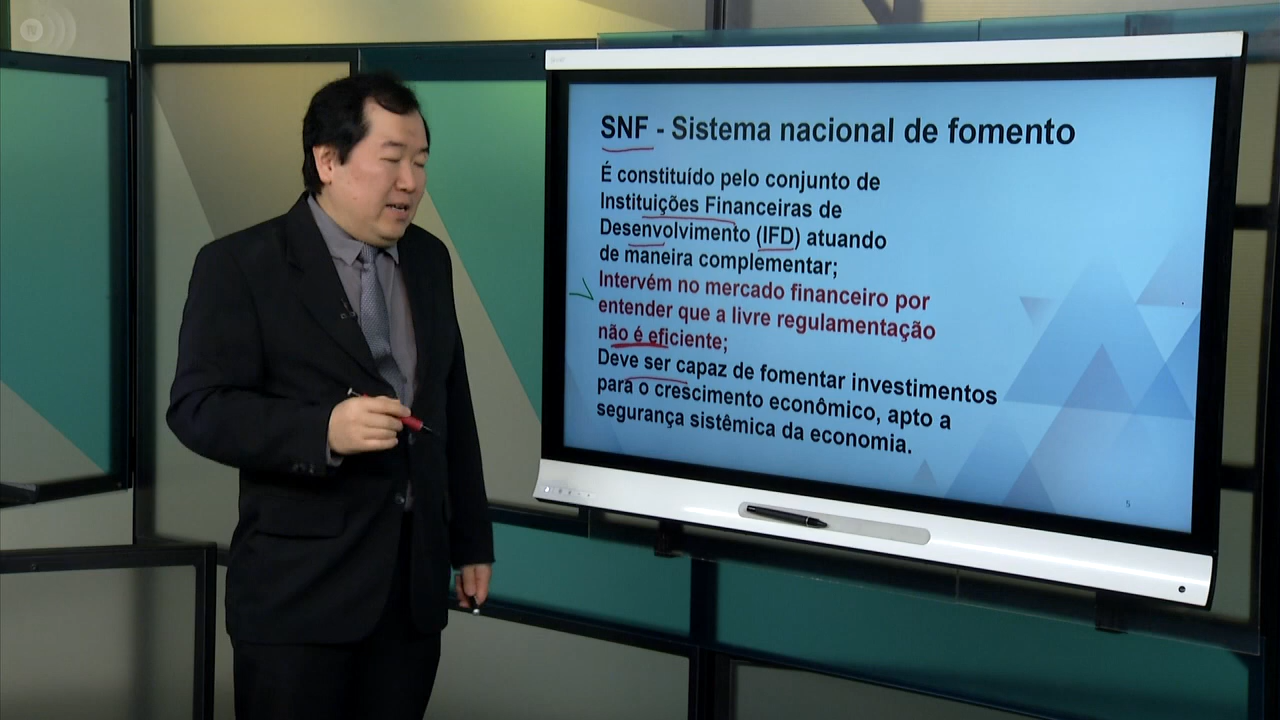 SNF - Sistema nacional de fomento
É constituído pelo conjunto de
Instituições Financeiras de
Desenvolvimento (IFD) atuando
de maneira complementar;
Intervém no mercado financeiro por
entender que a livre regulamentação
não é eficiente;
Deve ser capaz de fomentar investimentos
para o crescimento econômico, apto a
segurança sistêmica da economia.
5